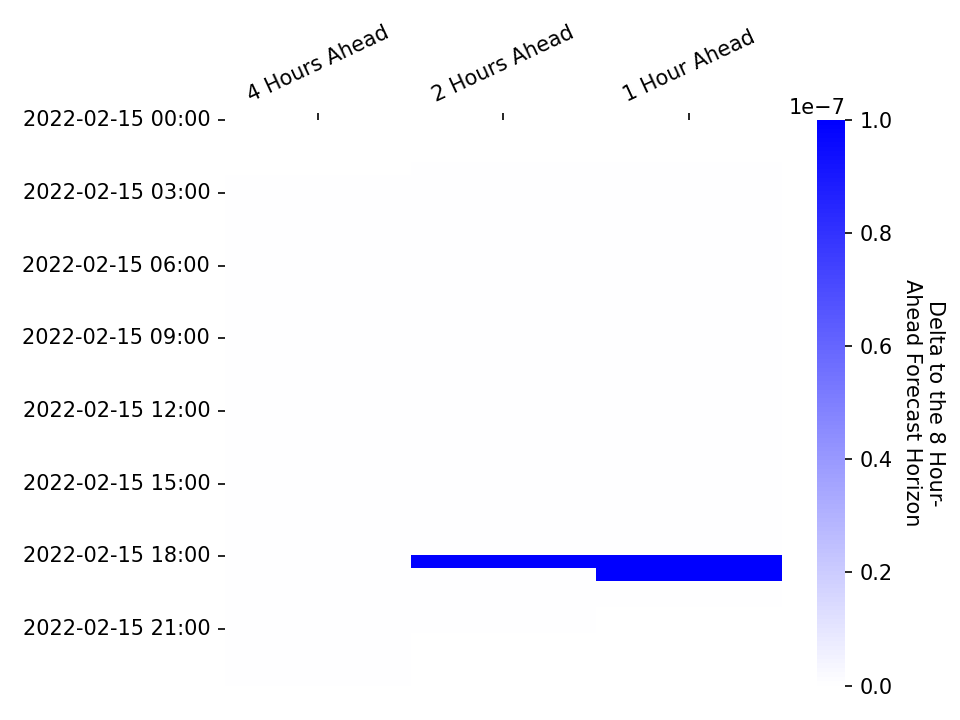 4 Hours Ahead
2 Hours Ahead
1 Hour Ahead
2022-02-15 00:00
2022-02-15 03:00
2022-02-15 06:00
2022-02-15 09:00
2022-02-15 12:00
2022-02-15 15:00
2022-02-15 18:00
2022-02-15 21:00
1e−7
1.0
0.8
0.6
0.4
0.2
0.0
Delta to the 8 Hour-
Ahead Forecast Horizon